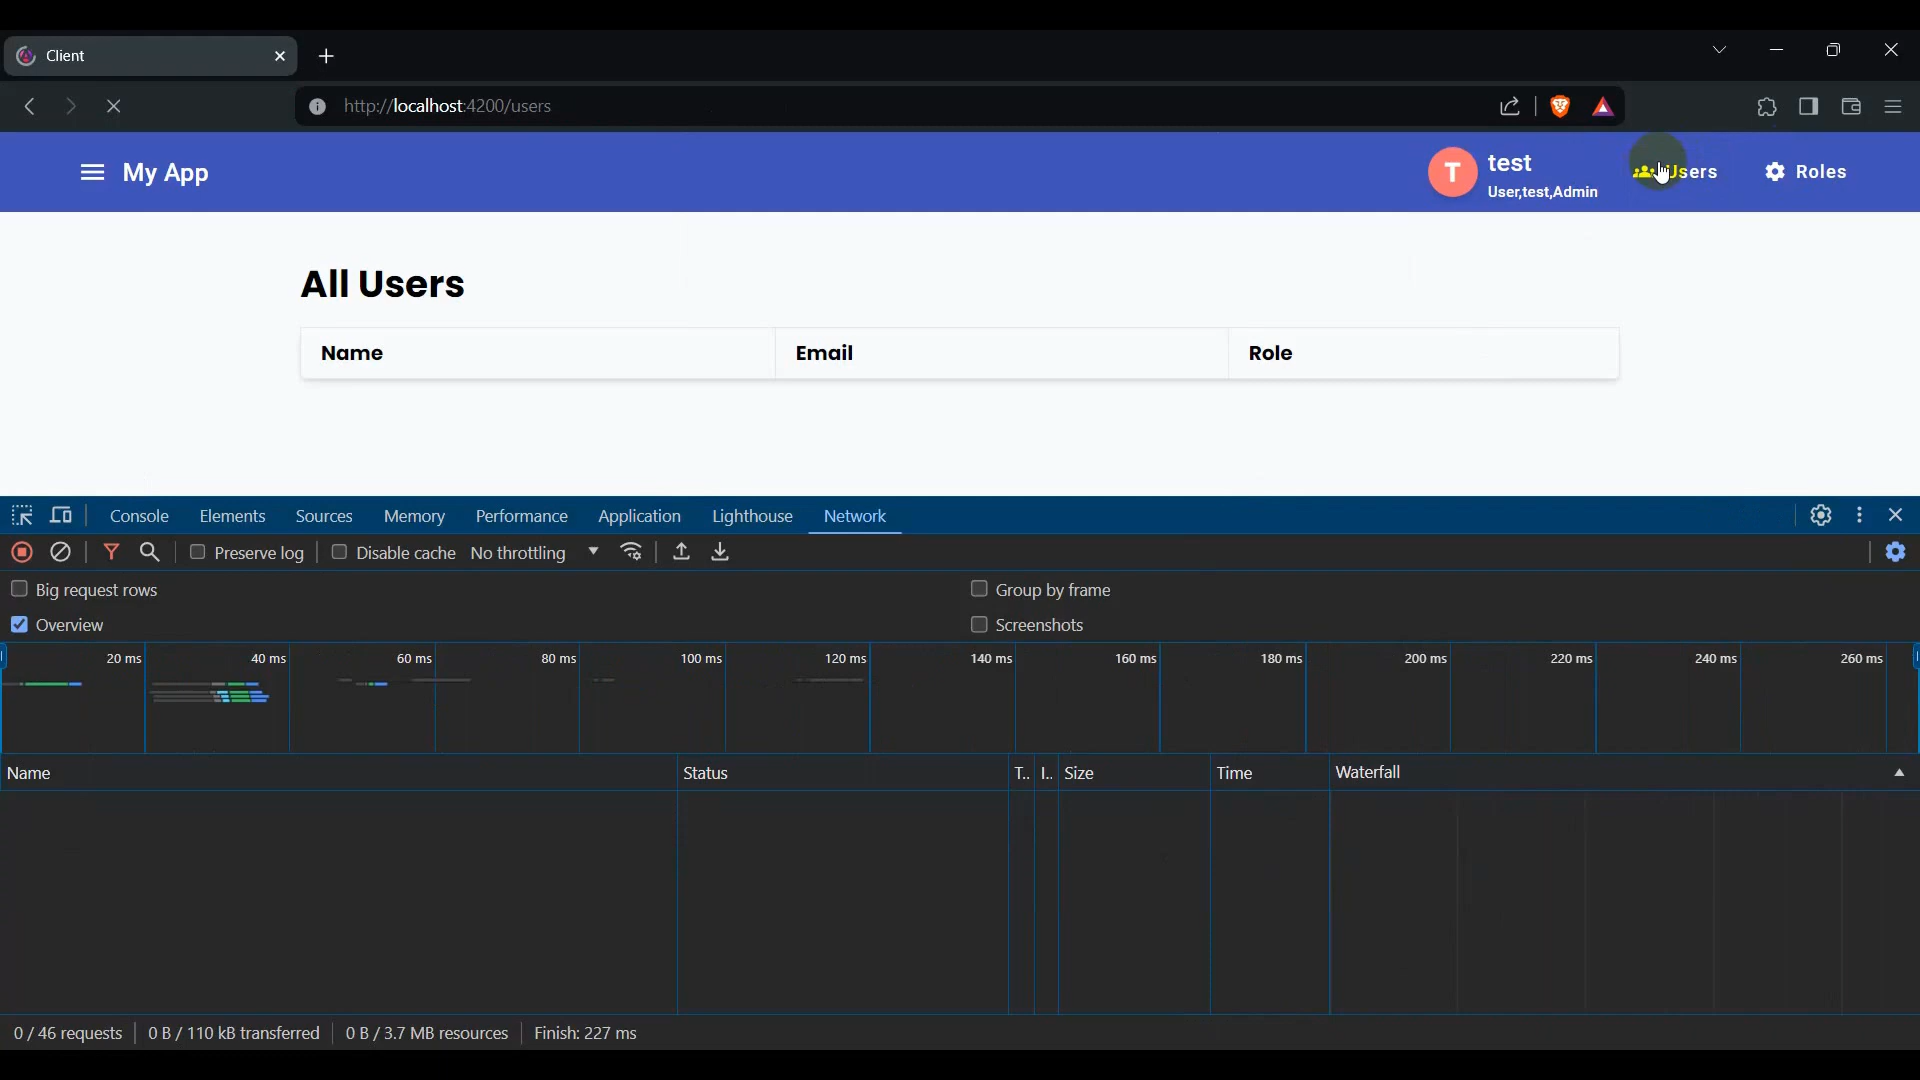 Client
http://localhost:4200/users
My App
T
test
User,test,Admin
Users
Roles
All Users
Name Email Role
Console Elements Sources Memory Performance Application Lighthouse Network
Preserve log Disable cache No throttling
Big request rows Group by frame
Overview Screenshots
20 ms 40 ms 60 ms 80 ms 100 ms 120 ms 140 ms 160 ms 180 ms 200 ms 220 ms 240 ms 260 ms
Name Status T.. I.. Size Time Waterfall
0 / 46 requests 0 B / 110 kB transferred 0 B / 3.7 MB resources Finish: 227 ms